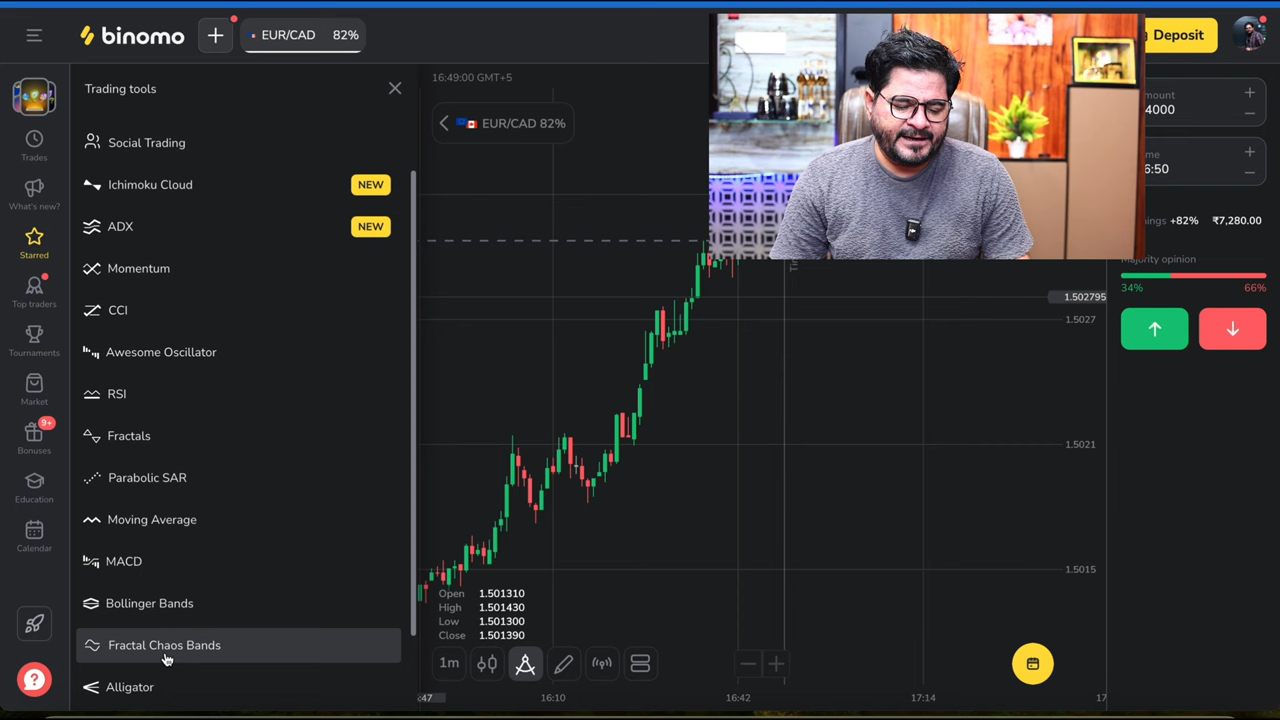 binomo
+
EUR/CAD 82%
Deposit
Trading tools
16:49:00 GMT+5
EUR/CAD 82%
Social Trading
Ichimoku Cloud NEW
ADX NEW
Momentum
CCI
Awesome Oscillator
RSI
Fractals
Parabolic SAR
Moving Average
MACD
Bollinger Bands
Fractal Chaos Bands
Alligator
Trades
What's new?
Starred
Top traders
Tournaments
Market
9+
Bonuses
Education
Calendar
1.502795
1.5027
1.5021
1.5015
Open 1.501310
High 1.501430
Low 1.501300
Close 1.501390
1m
:47 16:10 16:42 17:14 17
4000
6:50
+82% ₹7,280.00
Majority opinion
34% 66%